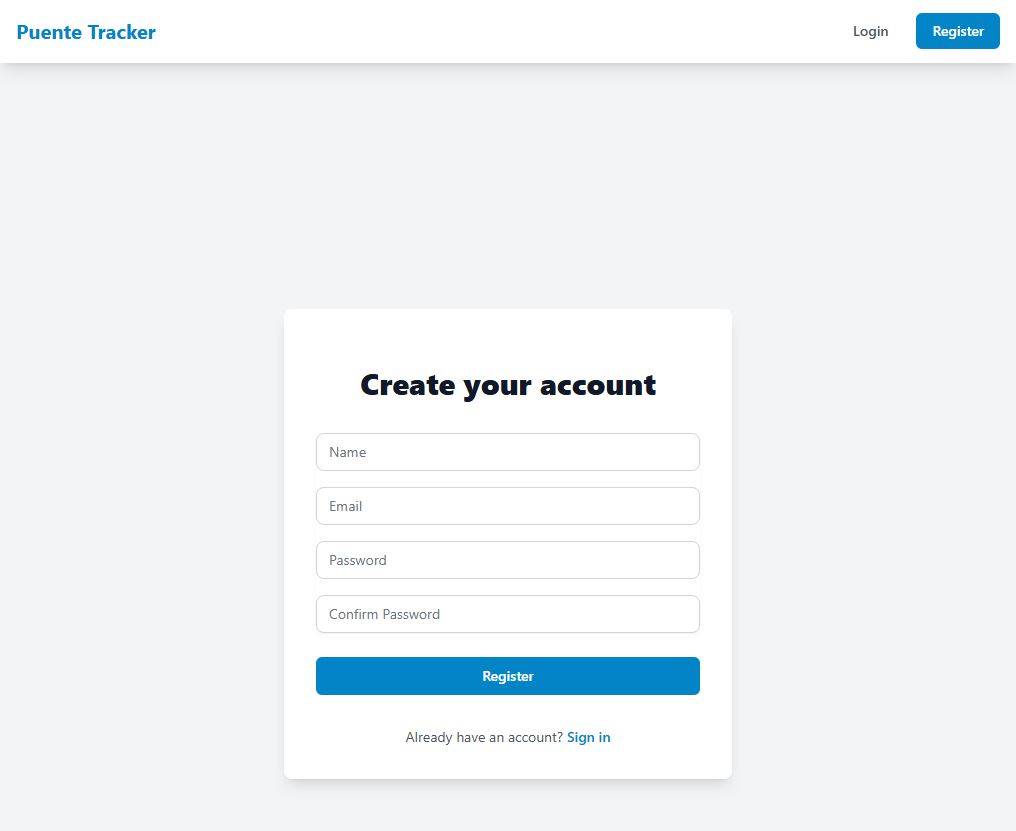 Puente Tracker
Login
Register
Create your account
Name
Email
Password
Confirm Password
Register
Already have an account? Sign in